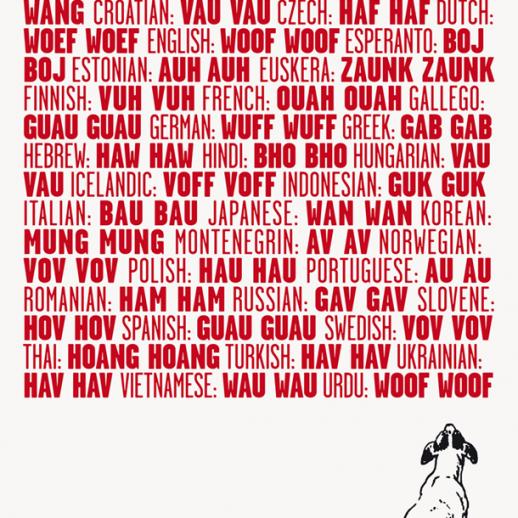 WANG CROATIAN: VAU VAU CZECH: HAF HAF DUTCH:
WOEF WOEF ENGLISH: WOOF WOOF ESPERANTO: BOJ
BOJ ESTONIAN: AUH AUH EUSKERA: ZAUNK ZAUNK
FINNISH: VUH VUH FRENCH: OUAH OUAH GALLEGO:
GUAU GUAU GERMAN: WUFF WUFF GREEK: GAB GAB
HEBREW: HAW HAW HINDI: BHO BHO HUNGARIAN: VAU
VAU ICELANDIC: VOFF VOFF INDONESIAN: GUK GUK
ITALIAN: BAU BAU JAPANESE: WAN WAN KOREAN:
MUNG MUNG MONTENEGRIN: AV AV NORWEGIAN:
VOV VOV POLISH: HAU HAU PORTUGUESE: AU AU
ROMANIAN: HAM HAM RUSSIAN: GAV GAV SLOVENE:
HOV HOV SPANISH: GUAU GUAU SWEDISH: VOV VOV
THAI: HOANG HOANG TURKISH: HAV HAV UKRAINIAN:
HAV HAV VIETNAMESE: WAU WAU URDU: WOOF WOOF